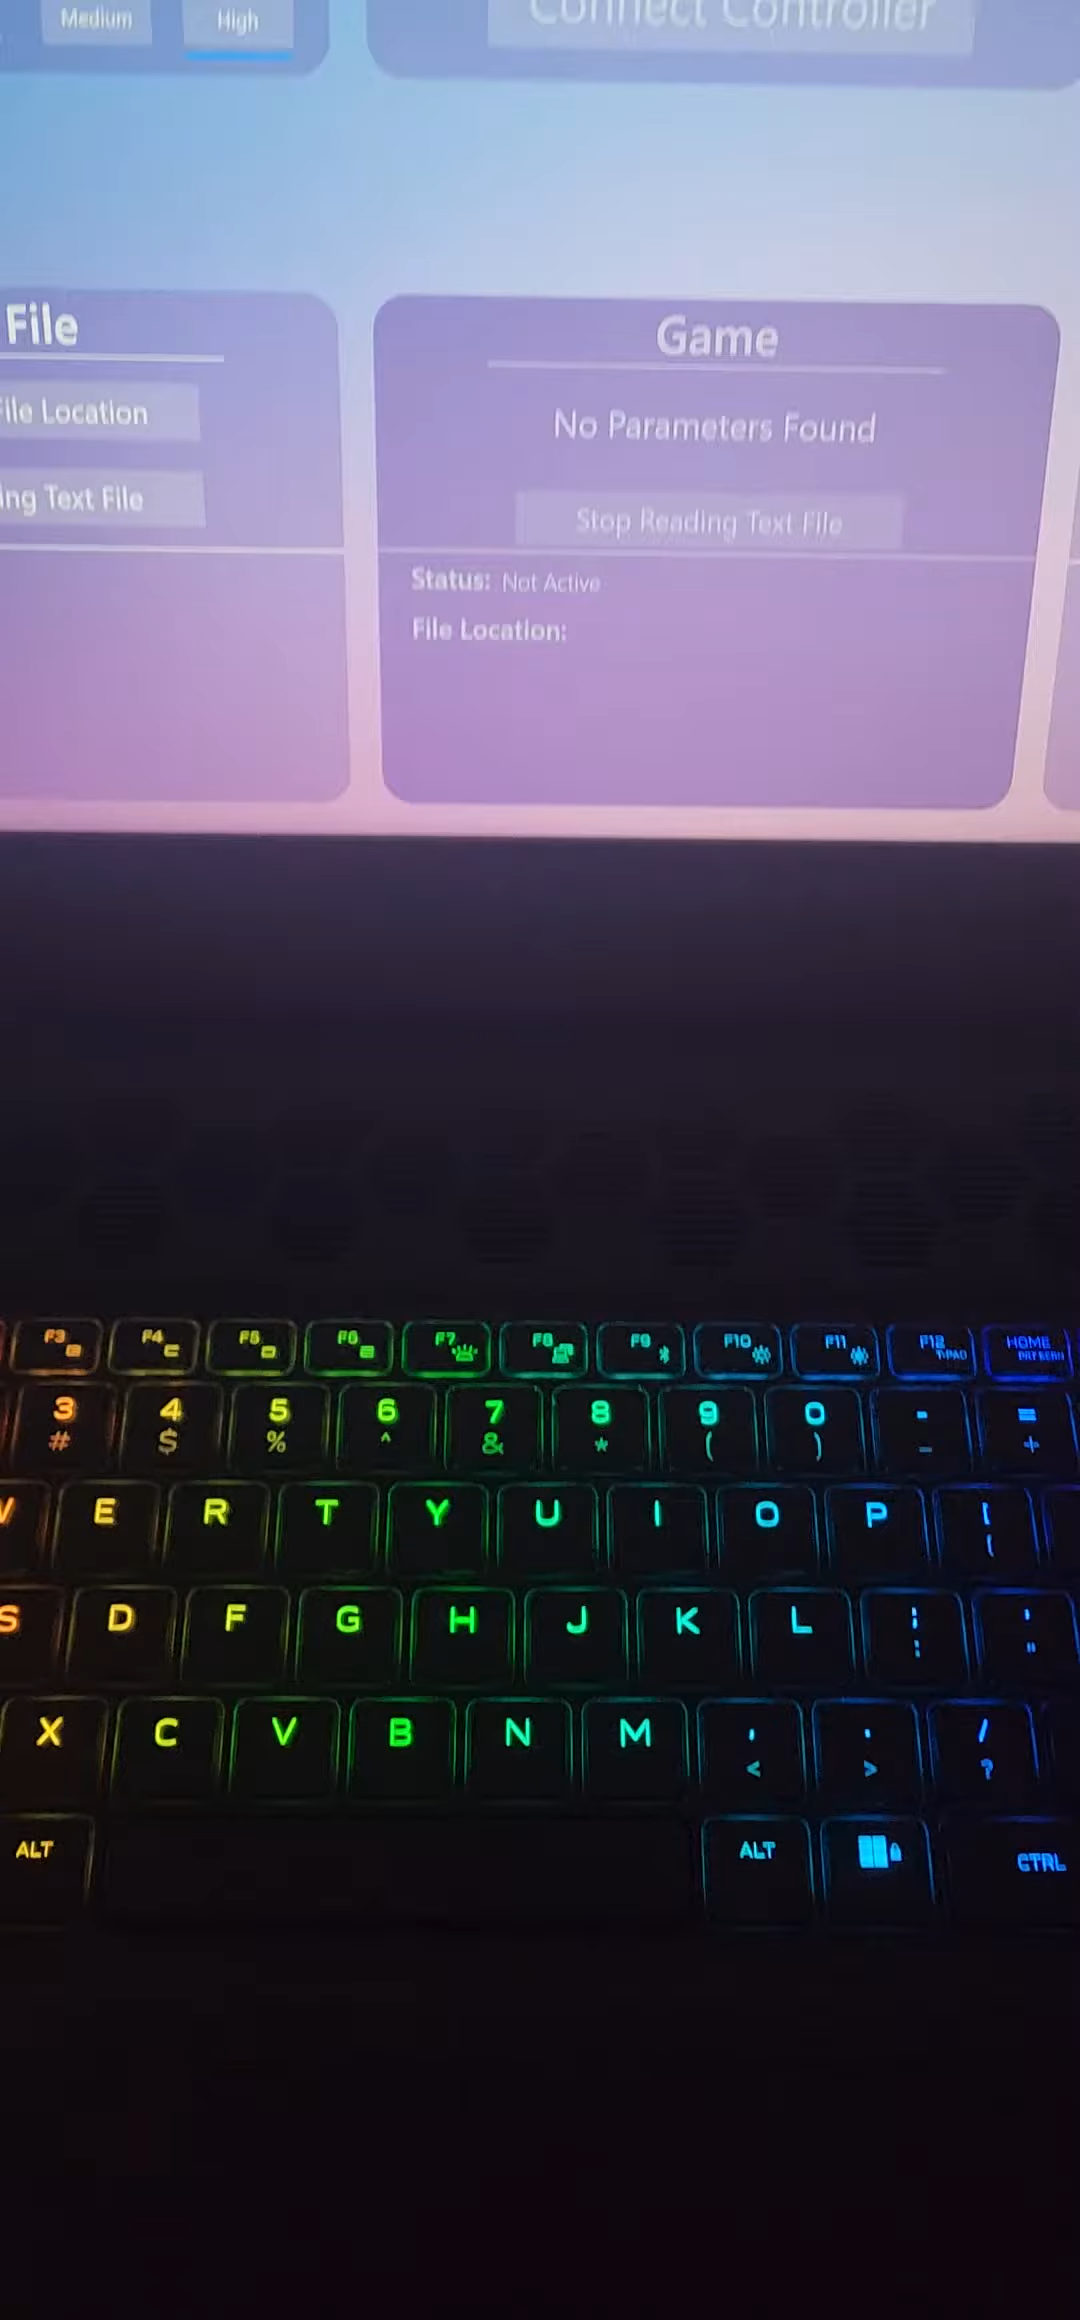 Medium High Connect Controller
File
File Location
ing Text File
Game
No Parameters Found
Stop Reading Text File
Status: Not Active
File Location:
F3 F4 F5 F6 F7 F8 F9 F10 F11 F12 HOME
3 4 5 6 7 8 9 0 - =
# $ % ^ & * ( ) _ +
E R T Y U I O P [
S D F G H J K L ; '
X C V B N M , . /
< > ?
ALT ALT CTRL